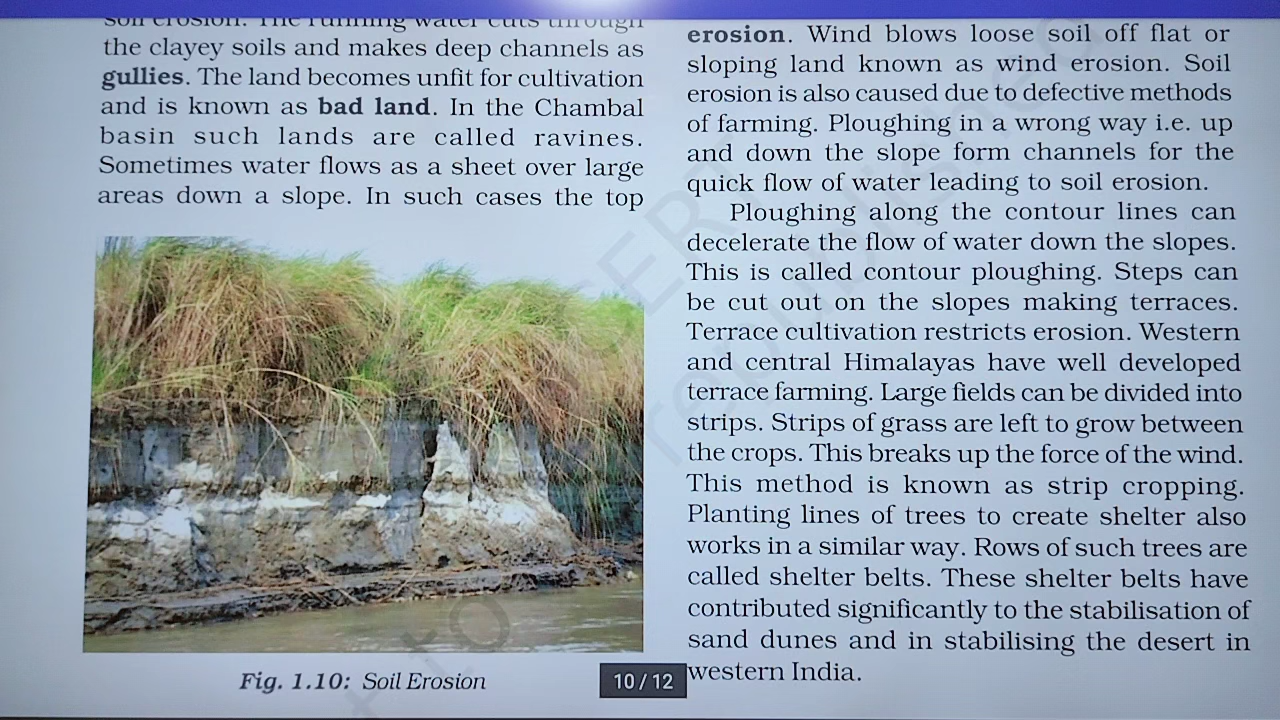 soil erosion. The running water cuts through
the clayey soils and makes deep channels as
gullies. The land becomes unfit for cultivation
and is known as bad land. In the Chambal
basin such lands are called ravines.
Sometimes water flows as a sheet over large
areas down a slope. In such cases the top
Fig. 1.10: Soil Erosion
erosion. Wind blows loose soil off flat or
sloping land known as wind erosion. Soil
erosion is also caused due to defective methods
of farming. Ploughing in a wrong way i.e. up
and down the slope form channels for the
quick flow of water leading to soil erosion.
Ploughing along the contour lines can
decelerate the flow of water down the slopes.
This is called contour ploughing. Steps can
be cut out on the slopes making terraces.
Terrace cultivation restricts erosion. Western
and central Himalayas have well developed
terrace farming. Large fields can be divided into
strips. Strips of grass are left to grow between
the crops. This breaks up the force of the wind.
This method is known as strip cropping.
Planting lines of trees to create shelter also
works in a similar way. Rows of such trees are
called shelter belts. These shelter belts have
contributed significantly to the stabilisation of
sand dunes and in stabilising the desert in
western India.
10 / 12